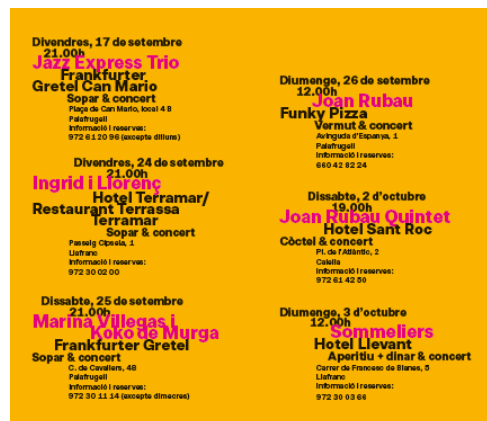 Divendres, 17 de setembre
21.00h
Jazz Express Trio
Frankfurter
Gretel Can Mario
Sopar & concert
Plaça de Can Mario, local 4 B
Palafrugell
Informació i reserves:
972 61 20 96 (excepte dilluns)
Divendres, 24 de setembre
21.00h
Ingrid i Llorenç
Hotel Terramar/
Restaurant Terrassa
Terramar
Sopar & concert
Passeig Cipsela, 1
Llafranc
Informació i reserves:
972 30 02 00
Dissabte, 25 de setembre
21.00h
Marina Villegas i
Koko de Murga
Frankfurter Gretel
Sopar & concert
C. de Cavallers, 48
Palafrugell
Informació i reserves:
972 30 11 14 (excepte dimecres)
Diumenge, 26 de setembre
12.00h
Joan Rubau
Funky Pizza
Vermut & concert
Avinguda d'Espanya, 1
Palafrugell
Informació i reserves:
660 42 82 24
Dissabte, 2 d'octubre
19.00h
Joan Rubau Quintet
Hotel Sant Roc
Còctel & concert
Pl. de l'Atlàntic, 2
Calella
Informació i reserves:
972 61 42 50
Diumenge, 3 d'octubre
12.00h
Sommeliers
Hotel Llevant
Aperitiu + dinar & concert
Carrer de Francesc de Blanes, 5
Llafranc
Informació i reserves:
972 30 03 66